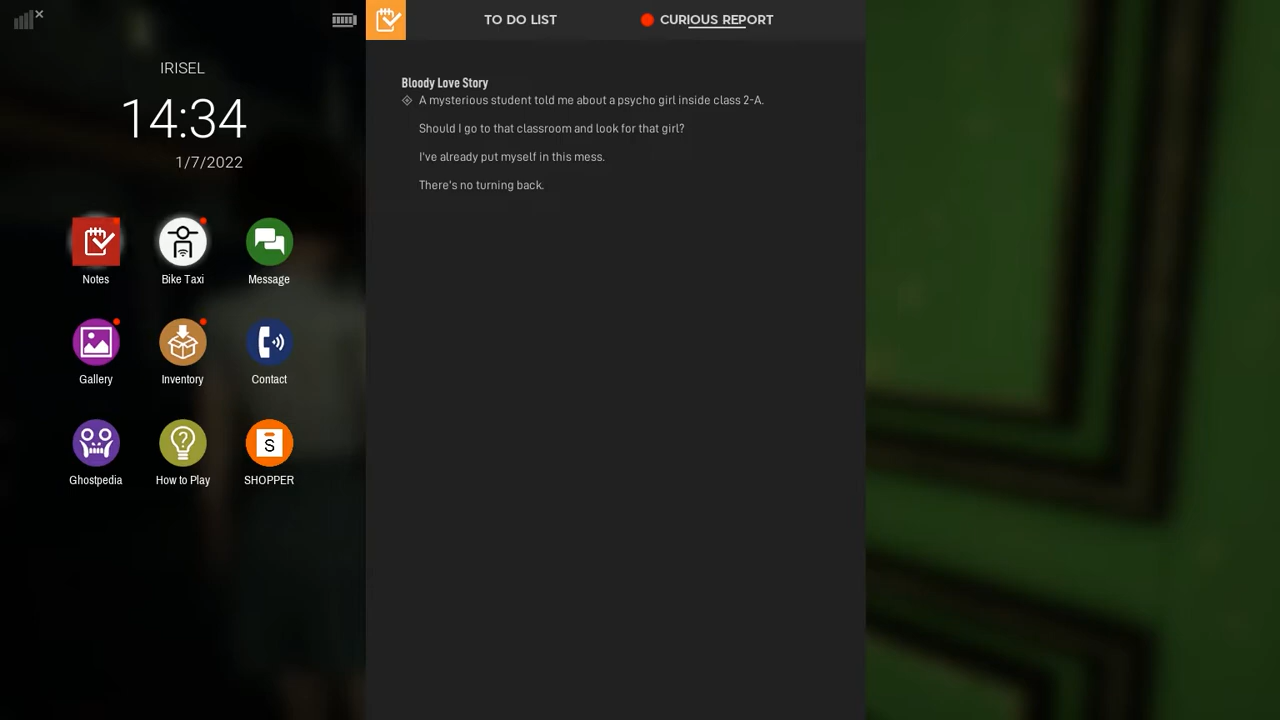 TO DO LIST
CURIOUS REPORT
IRISEL
14:34
1/7/2022
Notes
Bike Taxi
Message
Gallery
Inventory
Contact
Ghostpedia
How to Play
S
SHOPPER
Bloody Love Story
A mysterious student told me about a psycho girl inside class 2-A.
Should I go to that classroom and look for that girl?
I've already put myself in this mess.
There's no turning back.